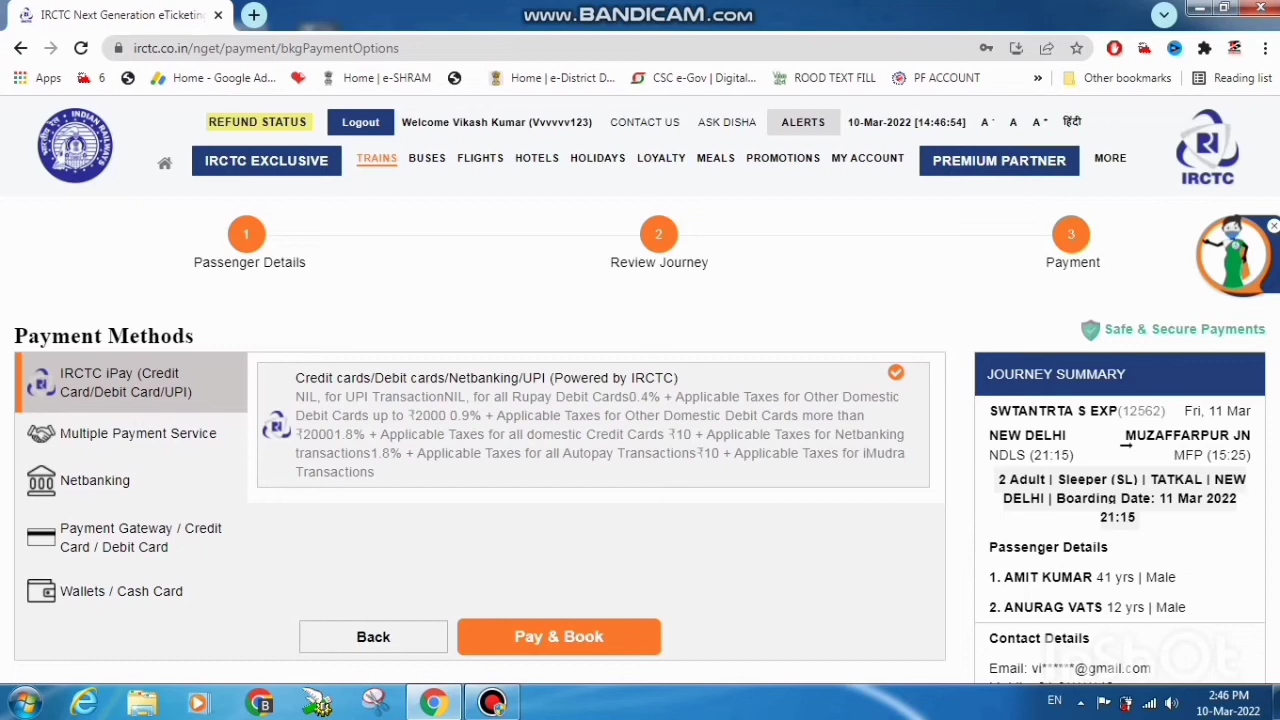 www.BANDICAM.com
IRCTC Next Generation eTicketing
irctc.co.in/nget/payment/bkgPaymentOptions
Apps 6 Home - Google Ad... Home | e-SHRAM Home | e-District D... CSC e-Gov | Digital... ROOD TEXT FILL PF ACCOUNT » Other bookmarks Reading list
REFUND STATUS Logout Welcome Vikash Kumar (Vvvvvv123) CONTACT US ASK DISHA ALERTS 10-Mar-2022 [14:46:54] A- A A+ हिंदी
IRCTC EXCLUSIVE TRAINS BUSES FLIGHTS HOTELS HOLIDAYS LOYALTY MEALS PROMOTIONS MY ACCOUNT PREMIUM PARTNER MORE
INDIAN RAILWAYS
IRCTC
1 2 3
Passenger Details Review Journey Payment
Payment Methods
Safe & Secure Payments
IRCTC iPay (Credit
Card/Debit Card/UPI)
Multiple Payment Service
Netbanking
Payment Gateway / Credit
Card / Debit Card
Wallets / Cash Card
Credit cards/Debit cards/Netbanking/UPI (Powered by IRCTC)
NIL, for UPI TransactionNIL, for all Rupay Debit Cards0.4% + Applicable Taxes for Other Domestic
Debit Cards up to ₹2000 0.9% + Applicable Taxes for Other Domestic Debit Cards more than
₹20001.8% + Applicable Taxes for all domestic Credit Cards ₹10 + Applicable Taxes for Netbanking
transactions1.8% + Applicable Taxes for all Autopay Transactions₹10 + Applicable Taxes for iMudra
Transactions
Back Pay & Book
JOURNEY SUMMARY
SWTANTRTA S EXP(12562) Fri, 11 Mar
NEW DELHI MUZAFFARPUR JN
NDLS (21:15) MFP (15:25)
2 Adult | Sleeper (SL) | TATKAL | NEW
DELHI | Boarding Date: 11 Mar 2022
21:15
Passenger Details
1. AMIT KUMAR 41 yrs | Male
2. ANURAG VATS 12 yrs | Male
Contact Details
Email: vi******@gmail.com
InShOt
EN 2:46 PM
10-Mar-2022